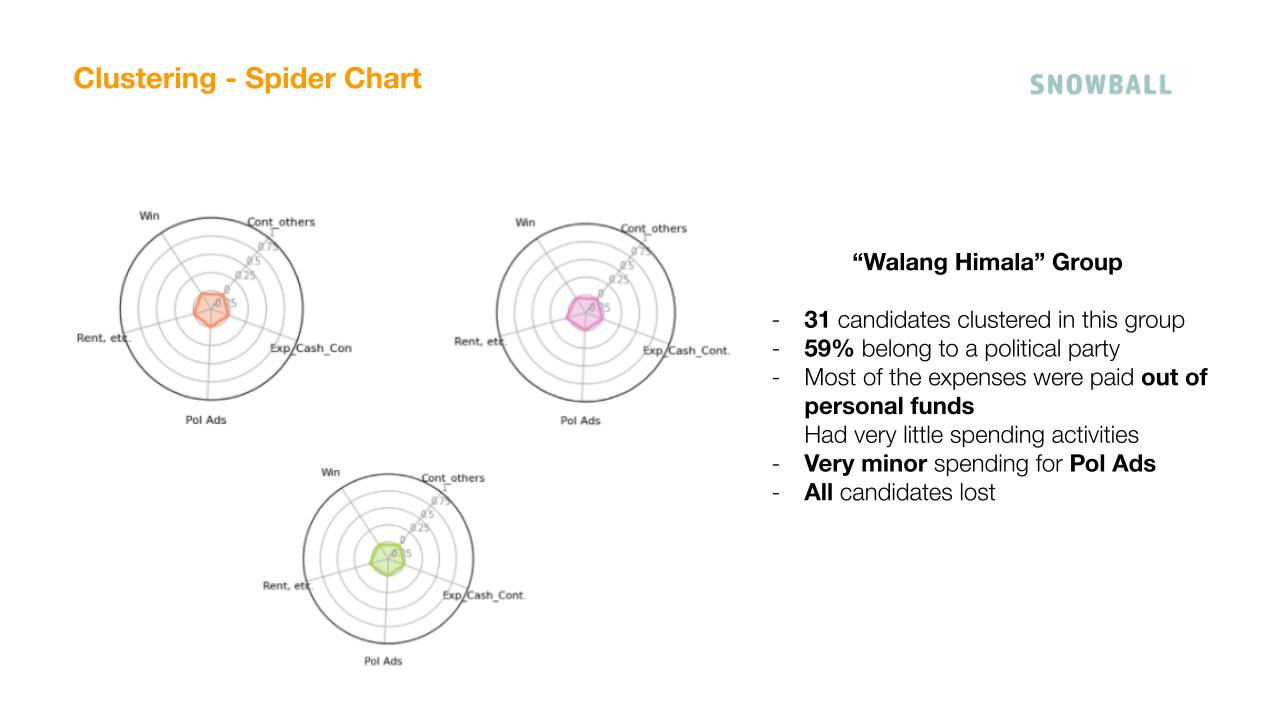 Clustering - Spider Chart
SNOWBALL
Win
Cont_others
1
0.75
0.5
0.25
0
-0.25
Rent, etc.
Exp_Cash_Con
Pol Ads
Win
Cont_others
1
0.75
0.5
0.25
0
-0.25
Rent, etc.
Exp_Cash_Cont.
Pol Ads
Win
Cont_others
1
0.75
0.5
0.25
0
-0.25
Rent, etc.
Exp_Cash_Cont.
Pol Ads
“Walang Himala” Group
- 31 candidates clustered in this group
- 59% belong to a political party
- Most of the expenses were paid out of
personal funds
Had very little spending activities
- Very minor spending for Pol Ads
- All candidates lost